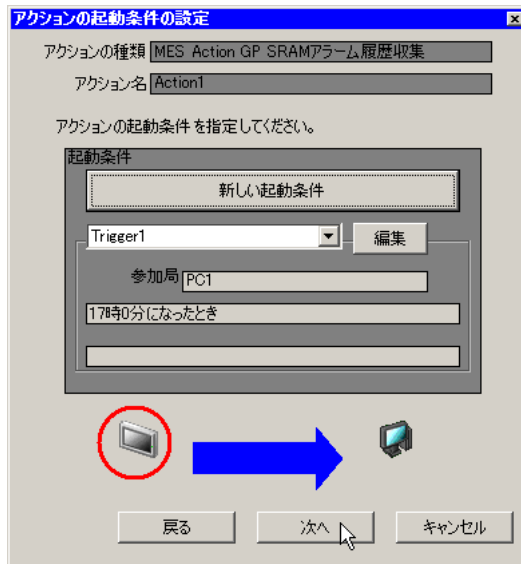 アクションの起動条件の設定
アクションの種類 MES Action GP SRAMアラーム履歴収集
アクション名 Action1
アクションの起動条件を指定してください。
起動条件
新しい起動条件
Trigger1 編集
参加局 PC1
17時0分になったとき
戻る 次へ キャンセル